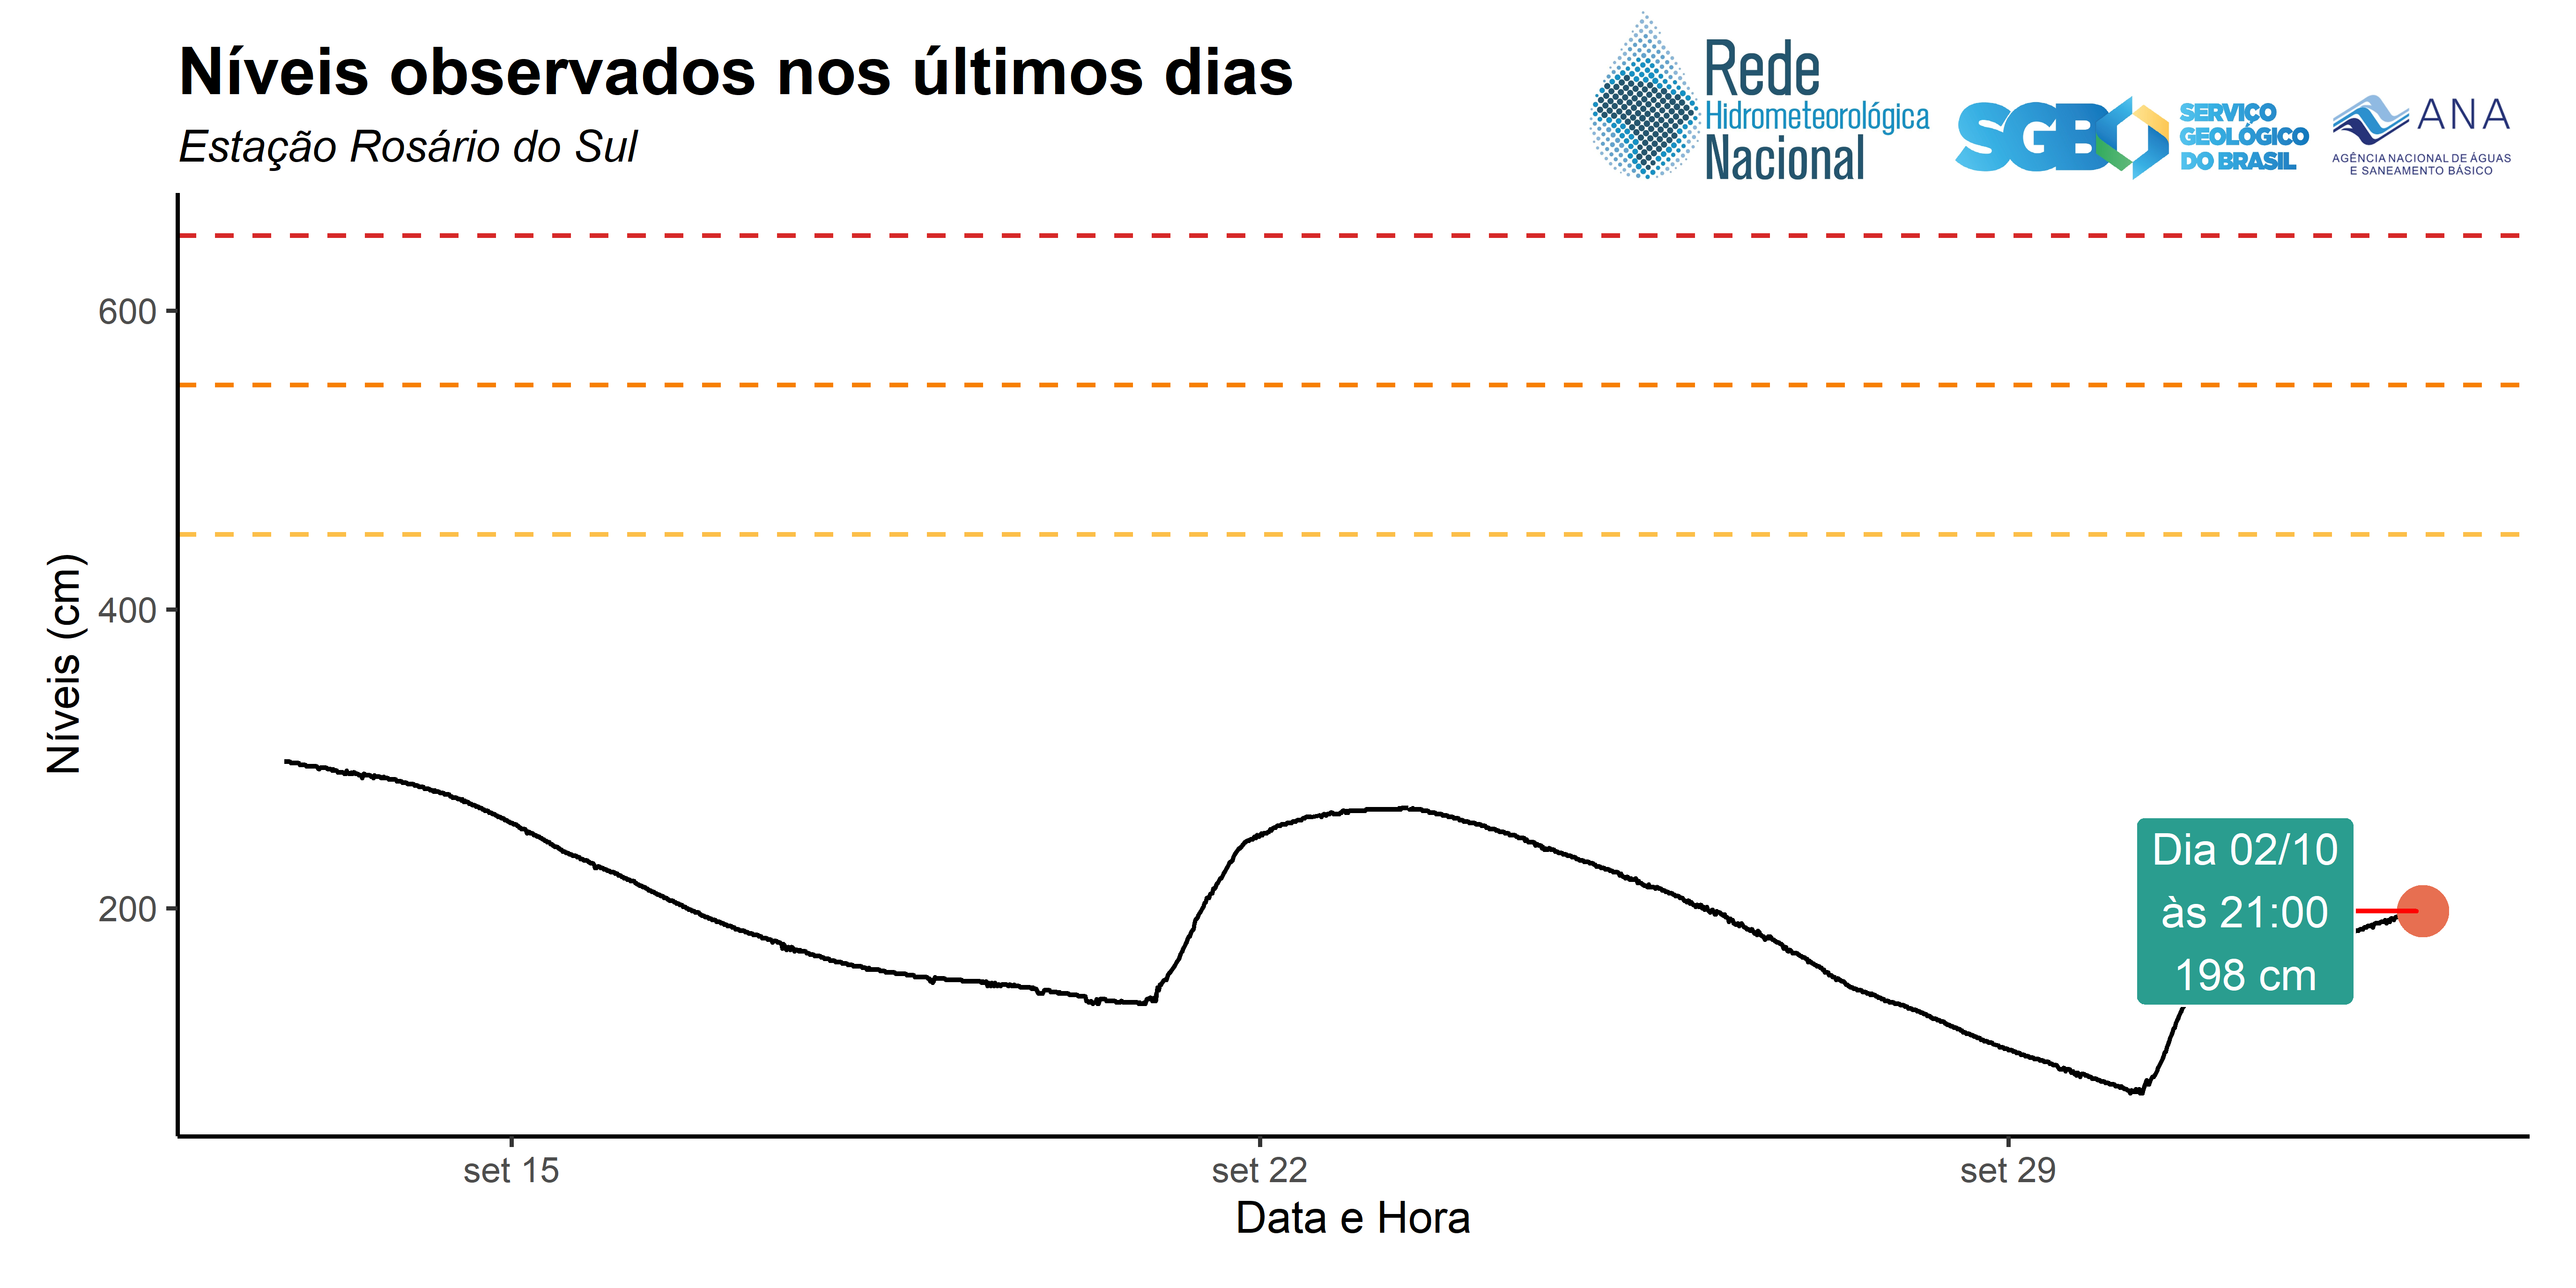 Níveis observados nos últimos dias
Estação Rosário do Sul
Rede
Hidrometeorológica
Nacional
SGB
SERVIÇO
GEOLÓGICO
DO BRASIL
ANA
AGÊNCIA NACIONAL DE ÁGUAS
E SANEAMENTO BÁSICO
Níveis (cm)
600
400
200
Dia 02/10
às 21:00
198 cm
set 15
set 22
set 29
Data e Hora